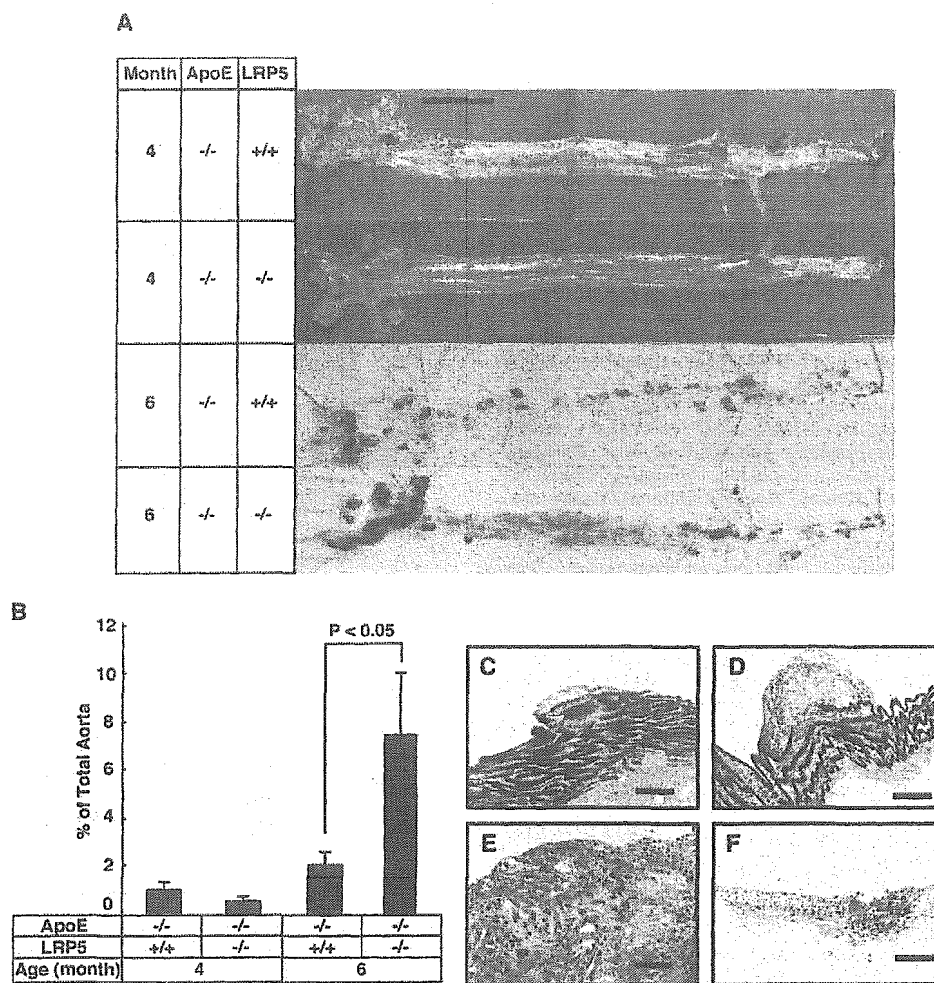 A
Month ApoE LRP5
4 -/- +/+
4 -/- -/-
6 -/- +/+
6 -/- -/-
B
% of Total Aorta
12
10
8
6
4
2
0
P < 0.05
ApoE -/- -/- -/- -/-
LRP5 +/+ -/- +/+ -/-
Age (month) 4 6
C
D
E
F